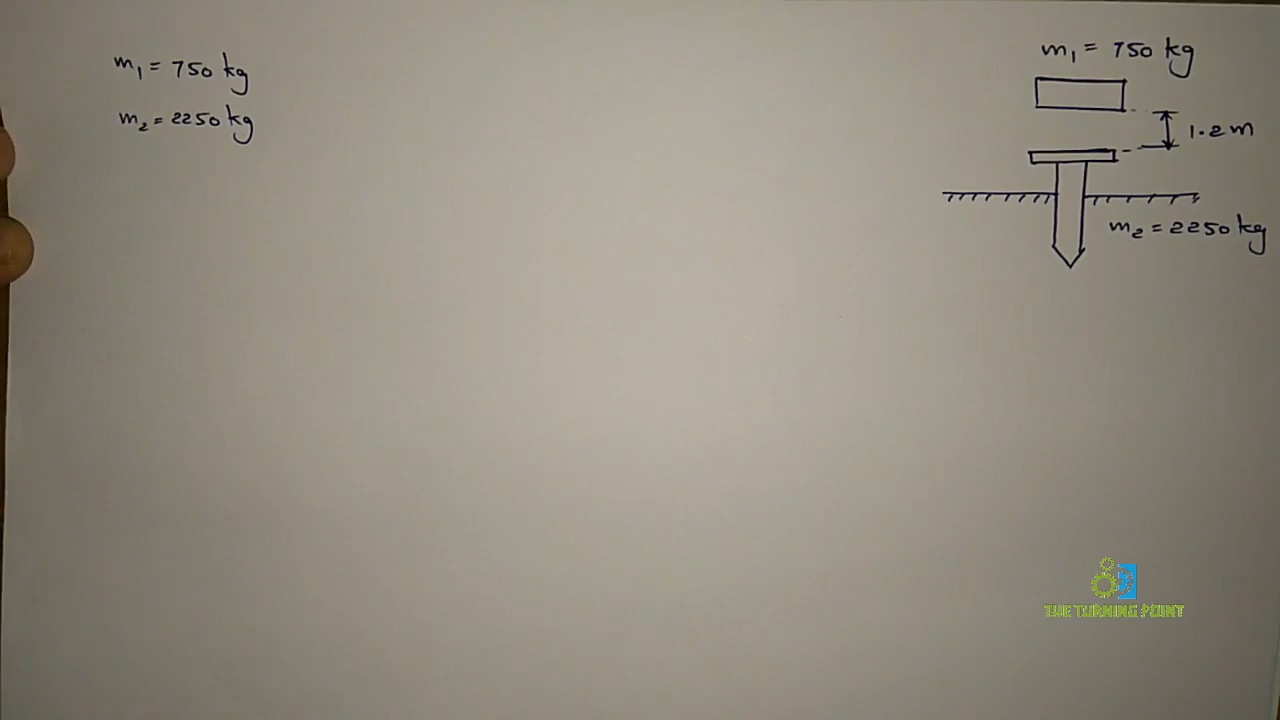 m₁ = 750 kg
m₂ = 2250 kg
m₁ = 750 kg
1.2 m
m₂ = 2250 kg
THE TURNING POINT